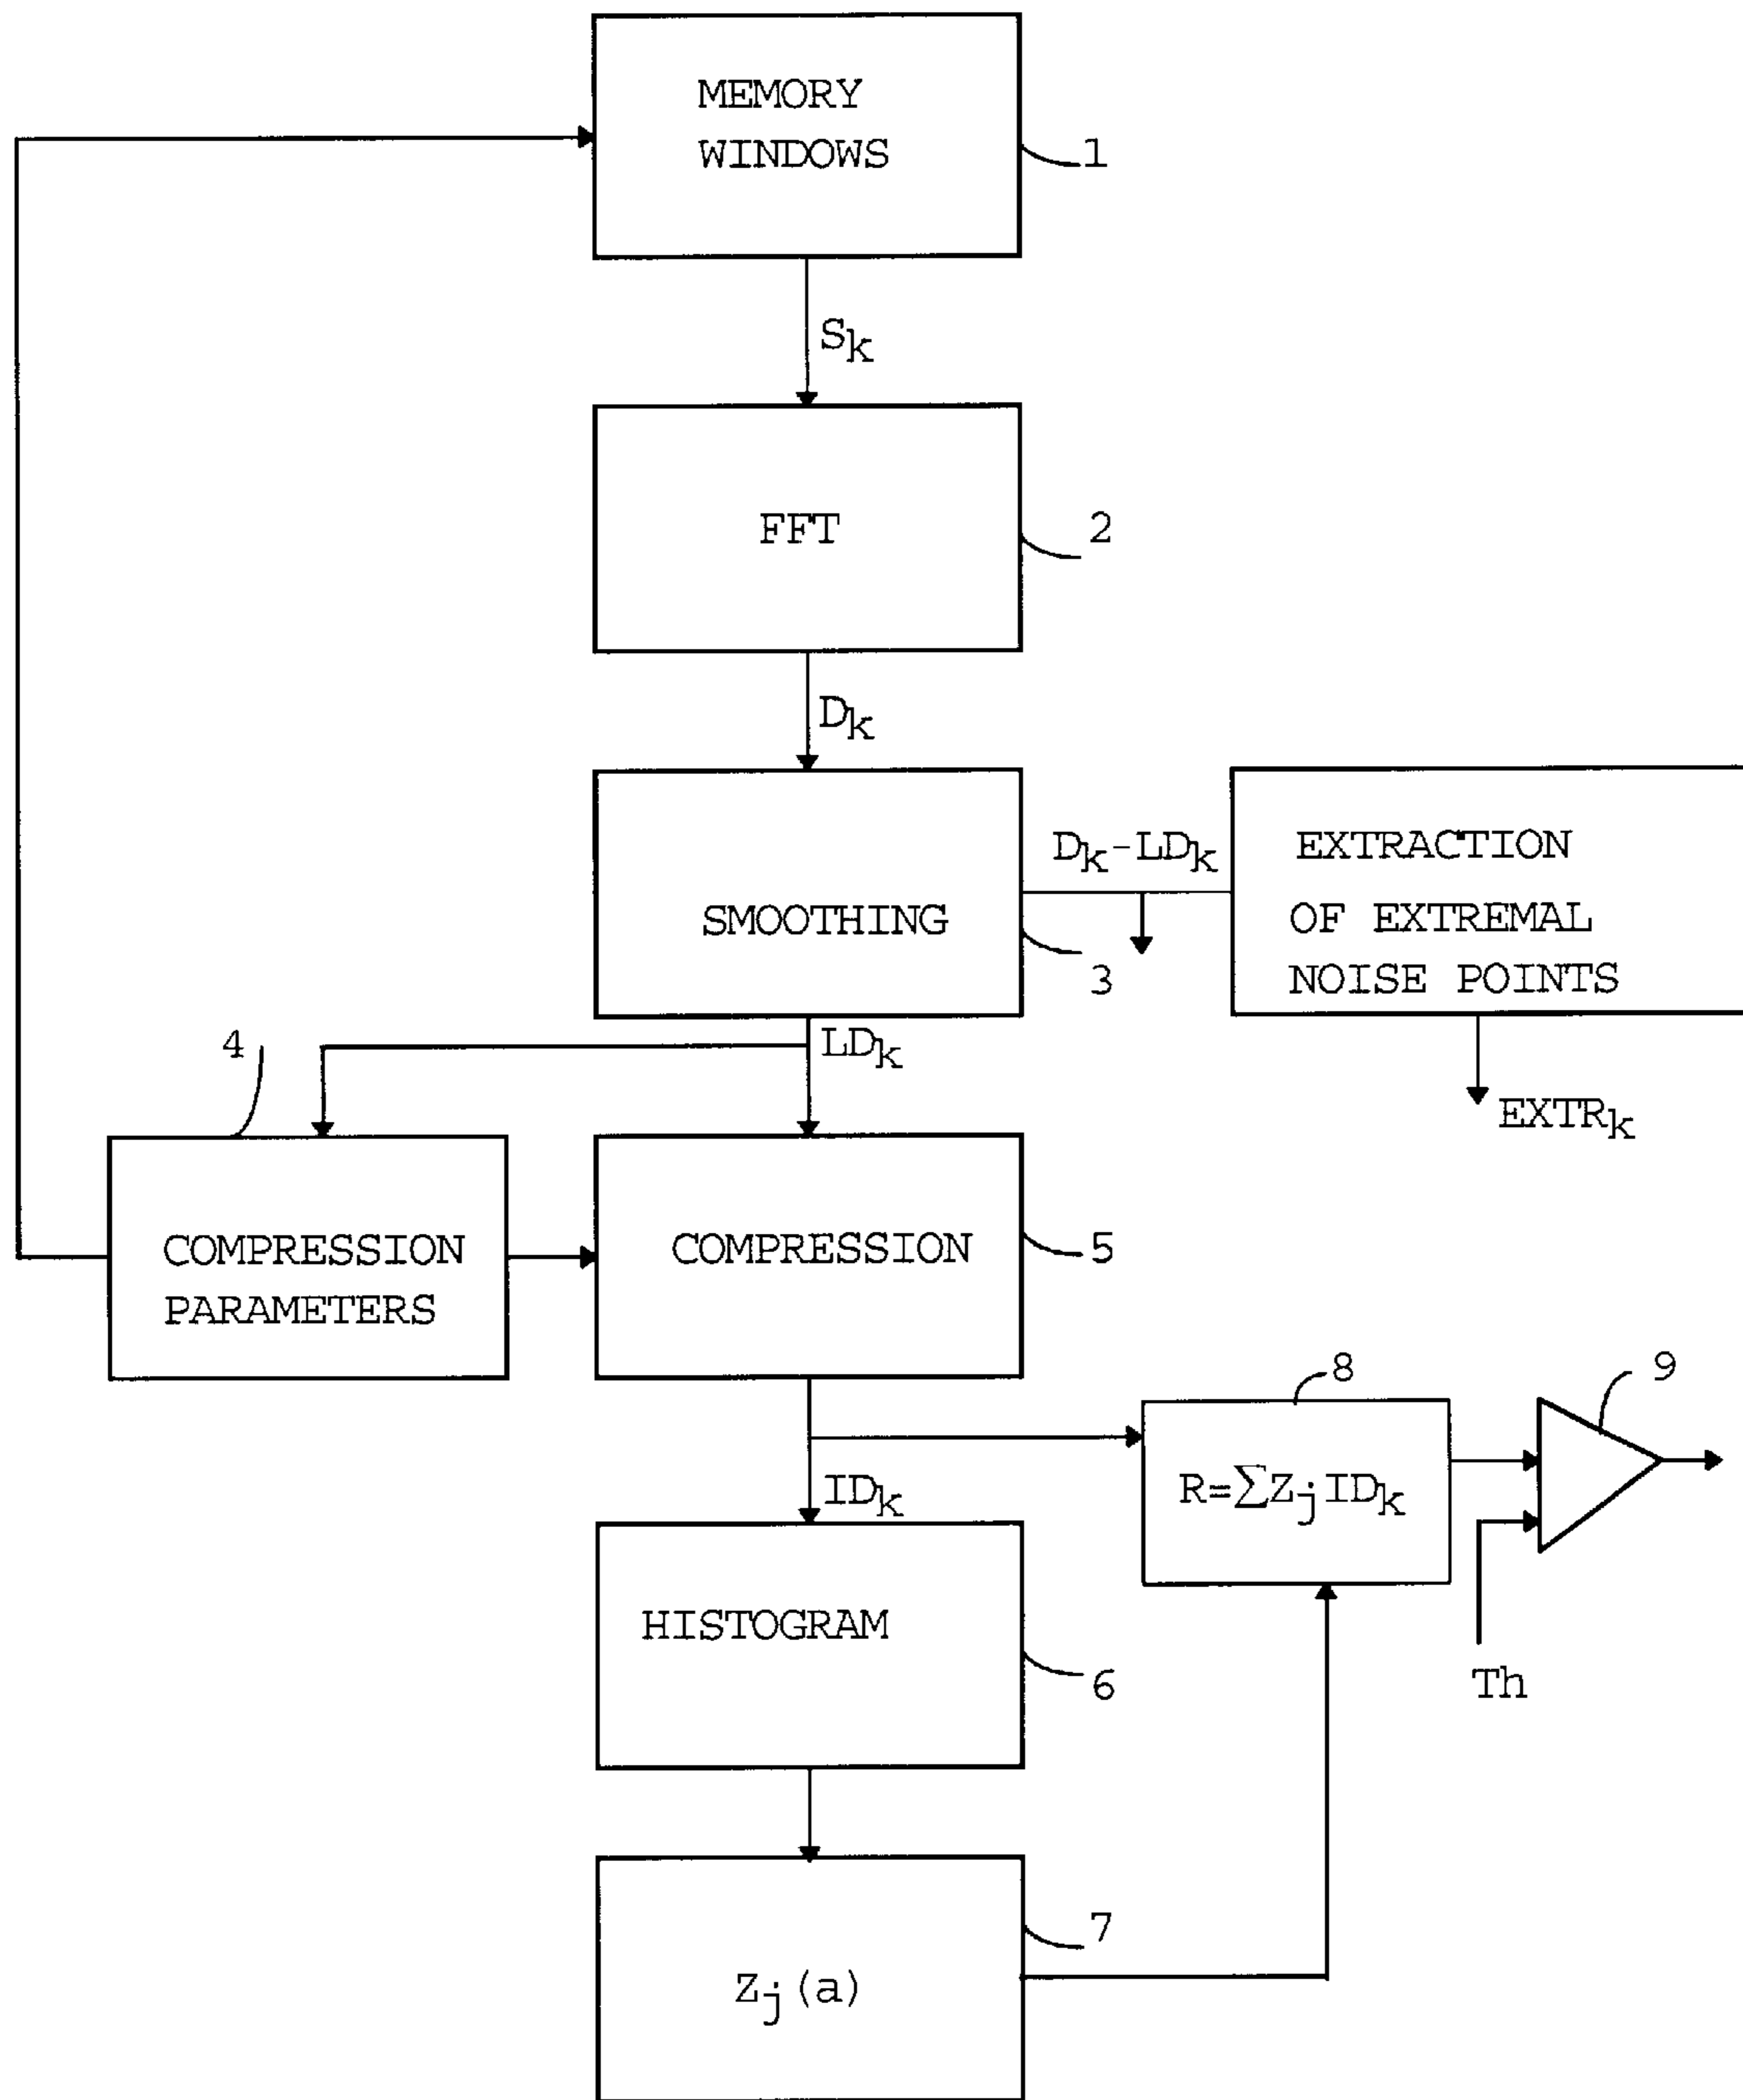 MEMORY
WINDOWS
1
Sk
FFT
2
Dk
SMOOTHING
3
Dk-LDk
EXTRACTION
OF EXTREMAL
NOISE POINTS
LDk
EXTRk
4
COMPRESSION
PARAMETERS
COMPRESSION
5
IDk
8
R=∑ZjIDk
9
Th
HISTOGRAM
6
Zj(a)
7